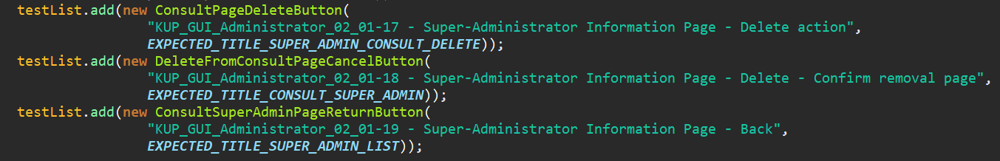 testList.add(new ConsultPageDeleteButton(
"KUP_GUI_Administrator_02_01-17 - Super-Administrator Information Page - Delete action",
EXPECTED_TITLE_SUPER_ADMIN_CONSULT_DELETE));
testList.add(new DeleteFromConsultPageCancelButton(
"KUP_GUI_Administrator_02_01-18 - Super-Administrator Information Page - Delete - Confirm removal page",
EXPECTED_TITLE_CONSULT_SUPER_ADMIN));
testList.add(new ConsultSuperAdminPageReturnButton(
"KUP_GUI_Administrator_02_01-19 - Super-Administrator Information Page - Back",
EXPECTED_TITLE_SUPER_ADMIN_LIST));